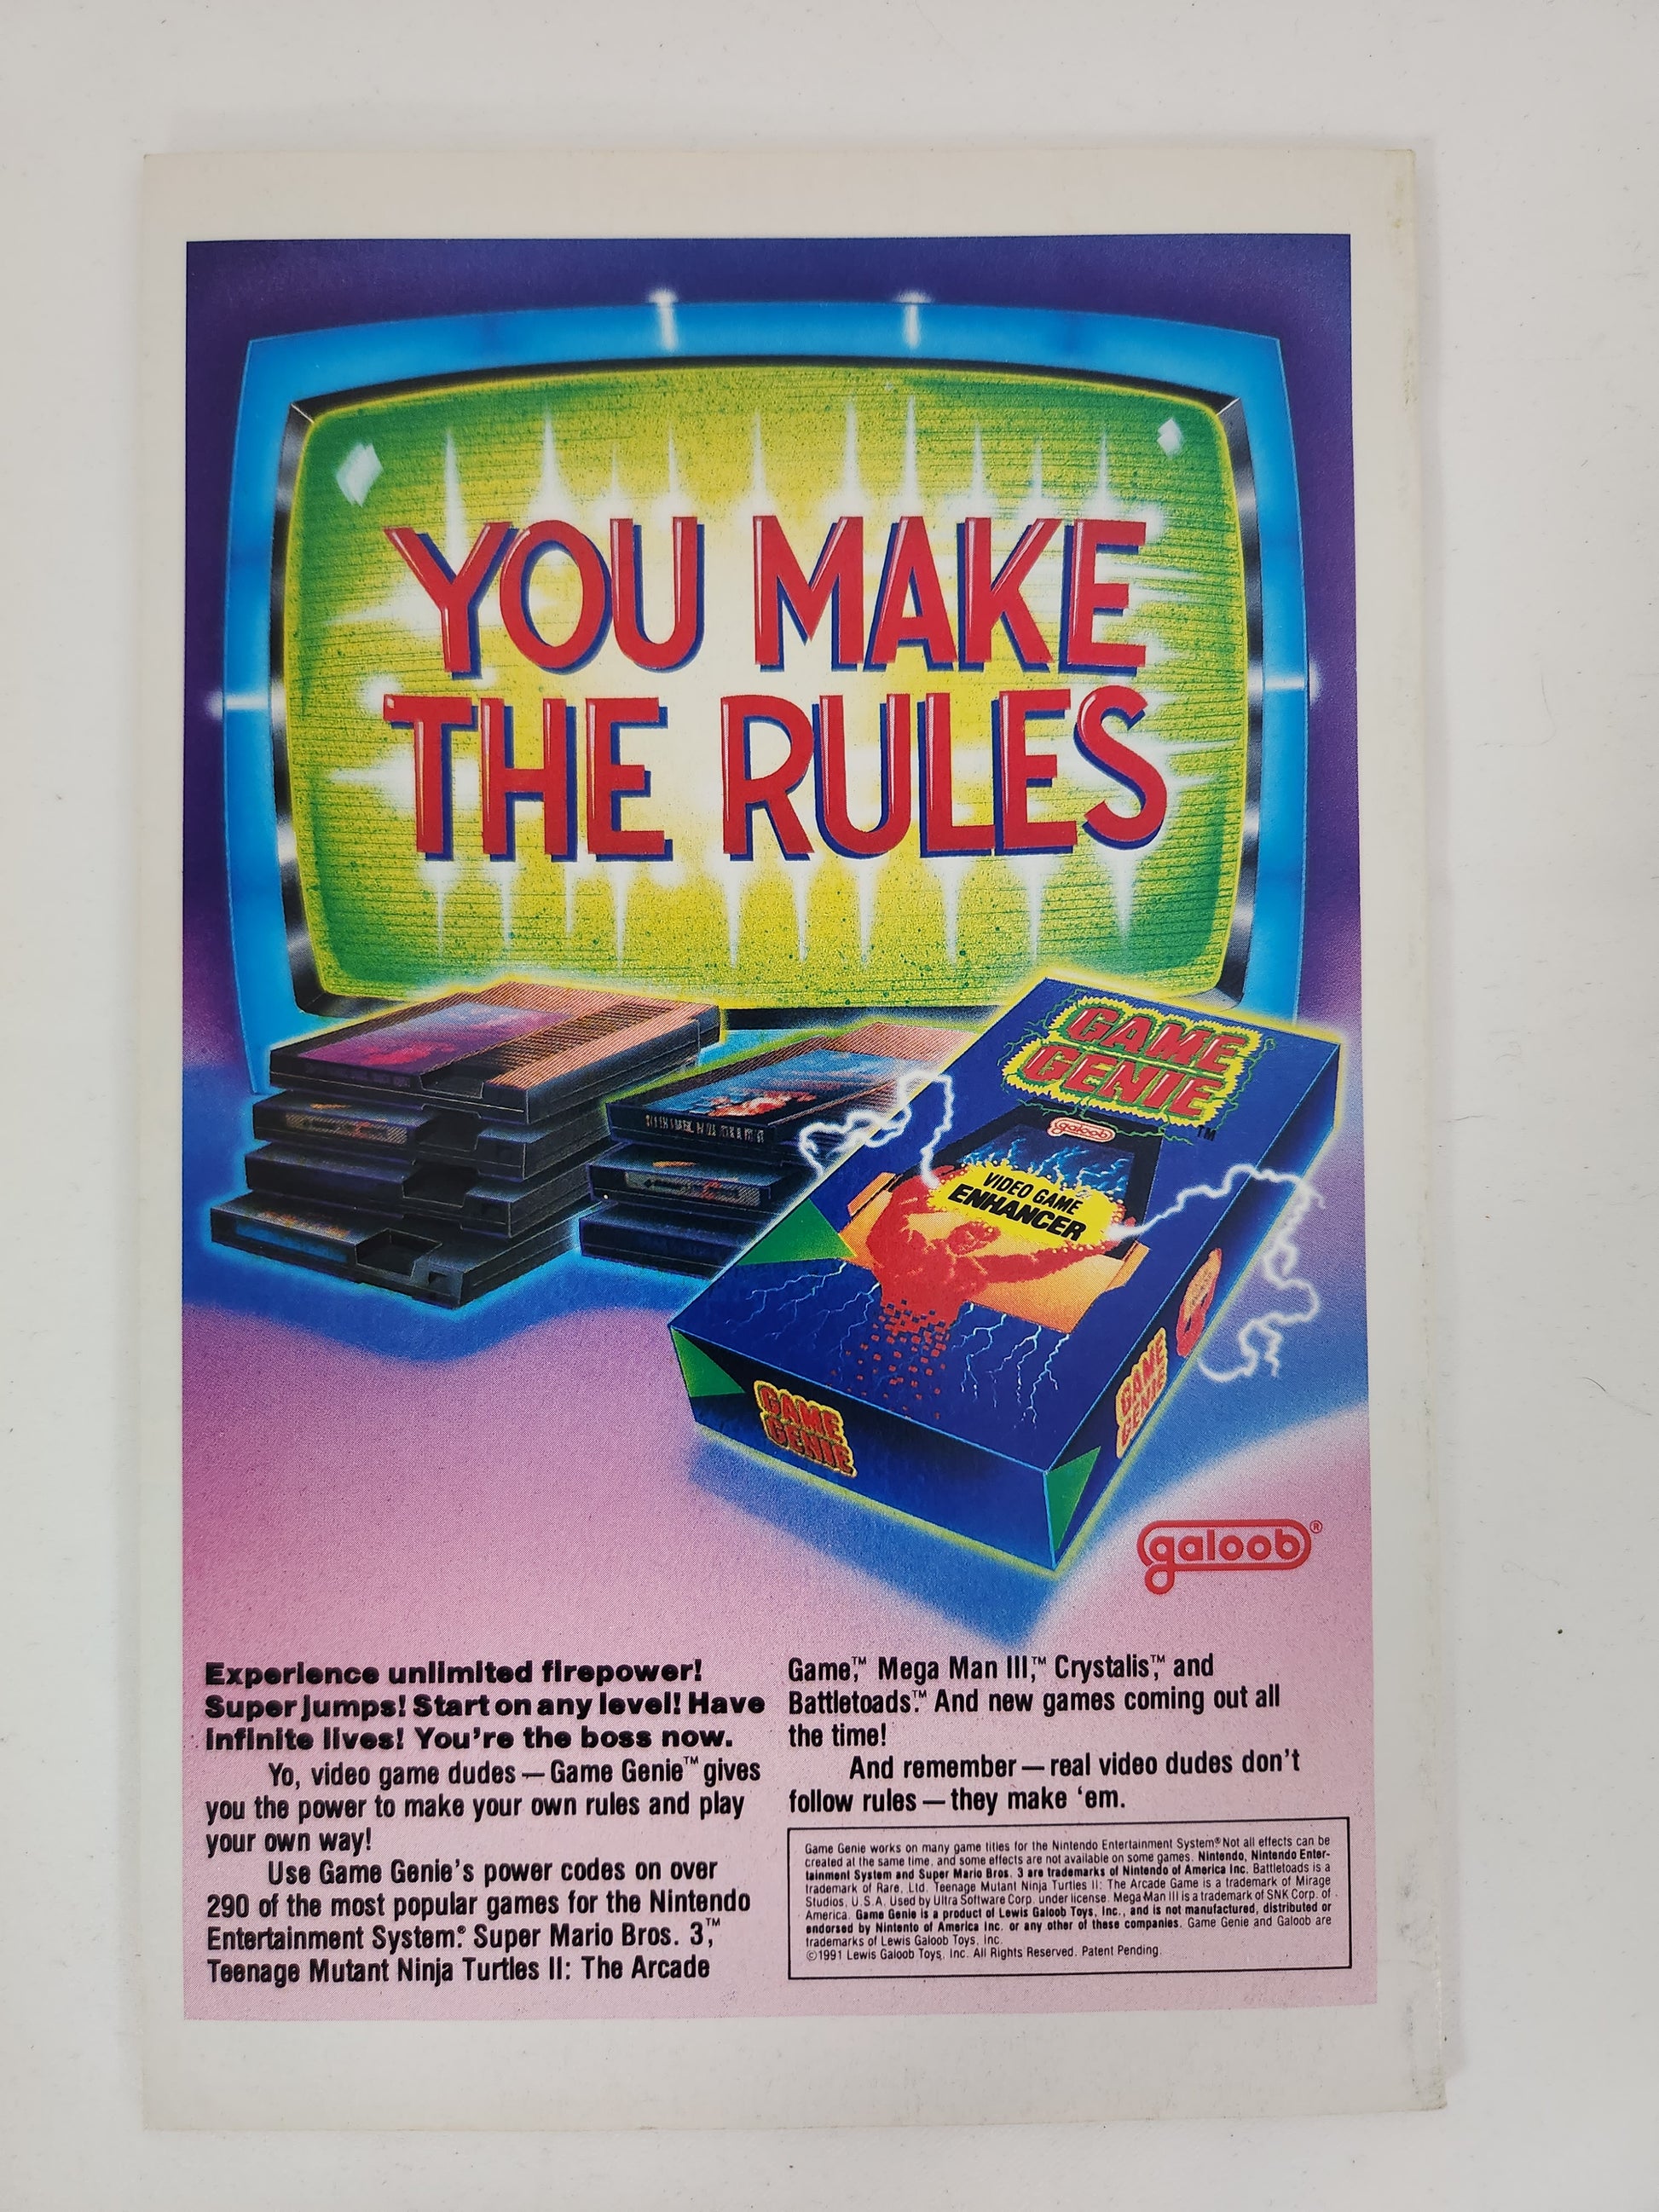 YOU MAKE
THE RULES
GAME
GENIE™
galoob
VIDEO GAME
ENHANCER
GAME
GENIE
GAME
GENIE
galoob®
Experience unlimited firepower!
Super jumps! Start on any level! Have
infinite lives! You're the boss now.
Yo, video game dudes — Game Genie™ gives
you the power to make your own rules and play
your own way!
Use Game Genie's power codes on over
290 of the most popular games for the Nintendo
Entertainment System.® Super Mario Bros. 3,™
Teenage Mutant Ninja Turtles II: The Arcade
Game,™ Mega Man III,™ Crystalis,™ and
Battletoads.™ And new games coming out all
the time!
And remember — real video dudes don't
follow rules — they make 'em.
Game Genie works on many game titles for the Nintendo Entertainment System® Not all effects can be
created at the same time, and some effects are not available on some games. Nintendo, Nintendo Enter-
tainment System and Super Mario Bros. 3 are trademarks of Nintendo of America Inc. Battletoads is a
trademark of Rare, Ltd. Teenage Mutant Ninja Turtles II: The Arcade Game is a trademark of Mirage
Studios, U.S.A. Used by Ultra Software Corp. under license. Mega Man III is a trademark of SNK Corp. of
America. Game Genie is a product of Lewis Galoob Toys, Inc., and is not manufactured, distributed or
endorsed by Nintento of America Inc. or any other of these companies. Game Genie and Galoob are
trademarks of Lewis Galoob Toys, Inc.
©1991 Lewis Galoob Toys, Inc. All Rights Reserved. Patent Pending.